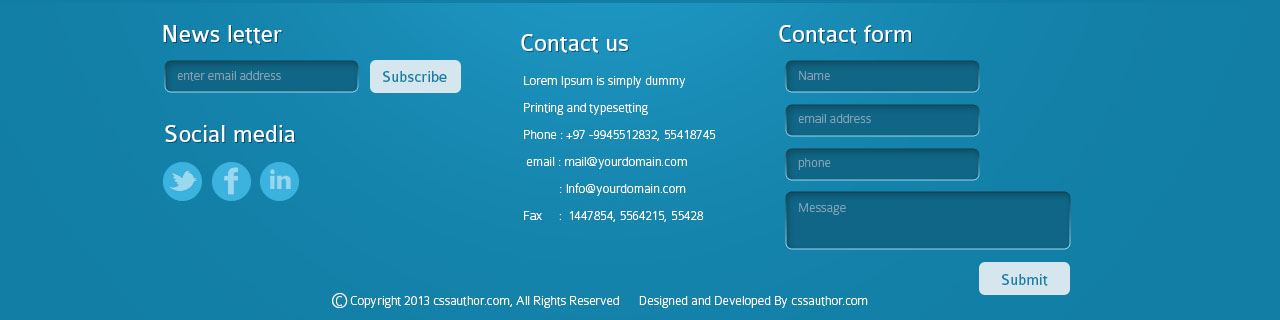 News letter
enter email address
Subscribe
Social media
Contact us
Lorem Ipsum is simply dummy
Printing and typesetting
Phone : +97 -9945512832, 55418745
email : mail@yourdomain.com
: Info@yourdomain.com
Fax : 1447854, 5564215, 55428
Contact form
Name
email address
phone
Message
Submit
© Copyright 2013 cssauthor.com, All Rights Reserved Designed and Developed By cssauthor.com